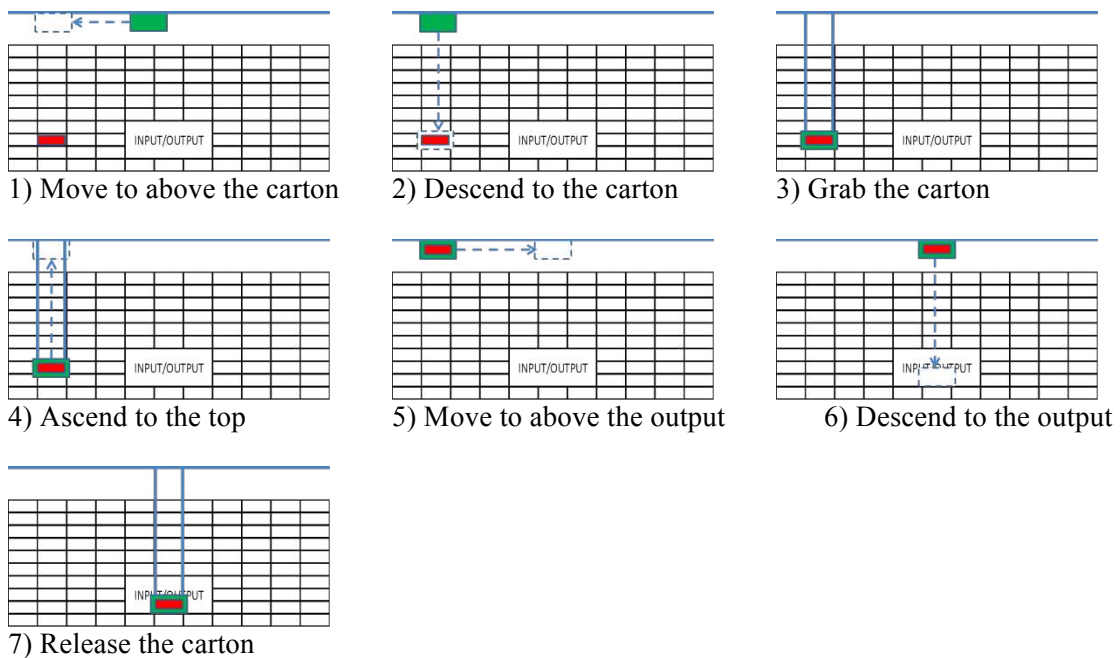 INPUT/OUTPUT INPUT/OUTPUT INPUT/OUTPUT
1) Move to above the carton 2) Descend to the carton 3) Grab the carton
INPUT/OUTPUT INPUT/OUTPUT
4) Ascend to the top 5) Move to above the output 6) Descend to the output
7) Release the carton